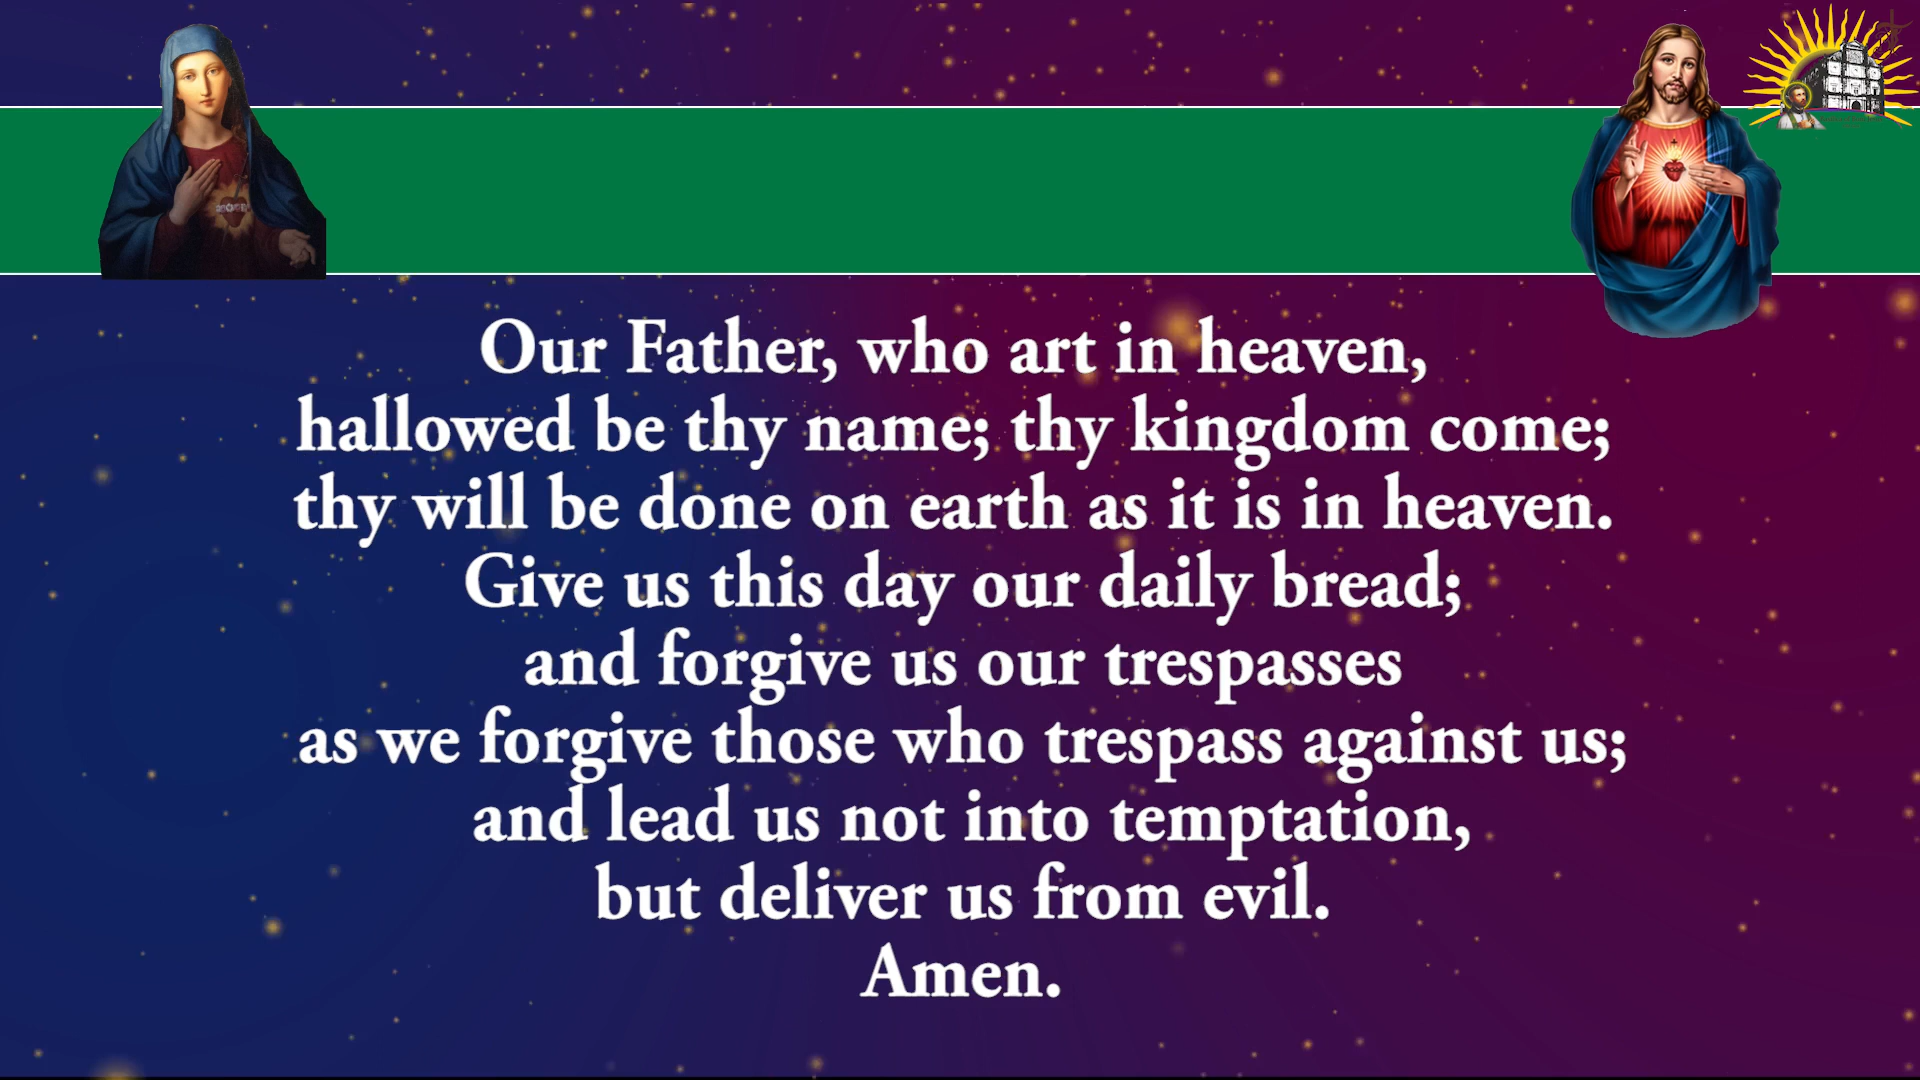 Our Father, who art in heaven,
hallowed be thy name; thy kingdom come;
thy will be done on earth as it is in heaven.
Give us this day our daily bread;
and forgive us our trespasses
as we forgive those who trespass against us;
and lead us not into temptation,
but deliver us from evil.
Amen.